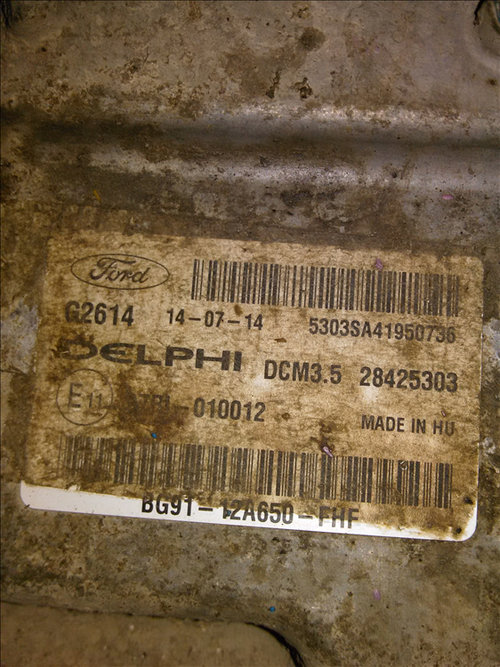 Ford
G2614 14-07-14 5303SA41950736
DELPHI DCM3.5 28425303
E11 010012 MADE IN HU
BG91-12A650-FHF